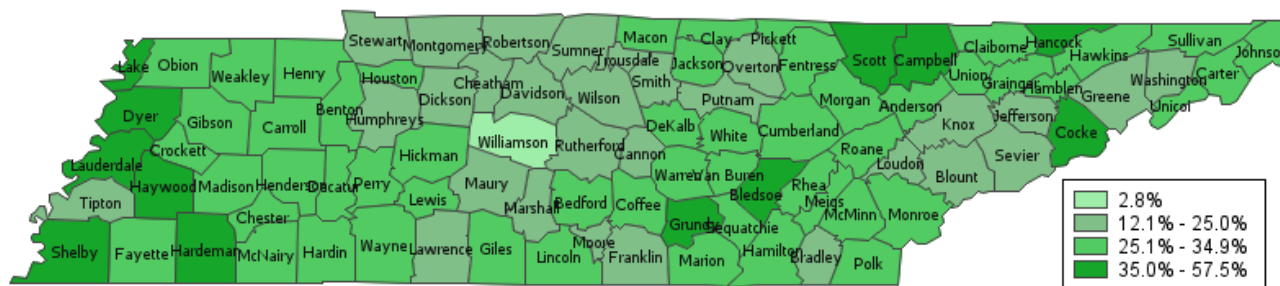 Stewart
Montgomery
Robertson
Sumner
Macon
Clay
Pickett
Scott
Campbell
Claiborne
Hancock
Hawkins
Sullivan
Johnso
Lake
Obion
Weakley
Henry
Houston
Cheatham
Trousdale
Smith
Jackson
Overton
Fentress
Union
Grainger
Hamblen
Greene
Washington
Carter
Unicoi
Dyer
Gibson
Carroll
Benton
Humphreys
Dickson
Davidson
Wilson
Putnam
Morgan
Anderson
Knox
Jefferson
Cocke
Crockett
Williamson
Rutherford
Cannon
DeKalb
White
Cumberland
Roane
Loudon
Blount
Sevier
Lauderdale
Haywood
Madison
Henderson
Decatur
Perry
Hickman
Lewis
Maury
Marshall
Bedford
Coffee
Warren
Van Buren
Bledsoe
Rhea
Meigs
McMinn
Monroe
Tipton
Chester
Shelby
Fayette
Hardeman
McNairy
Hardin
Wayne
Lawrence
Giles
Lincoln
Moore
Franklin
Grundy
Sequatchie
Marion
Hamilton
Bradley
Polk
2.8%
12.1% - 25.0%
25.1% - 34.9%
35.0% - 57.5%